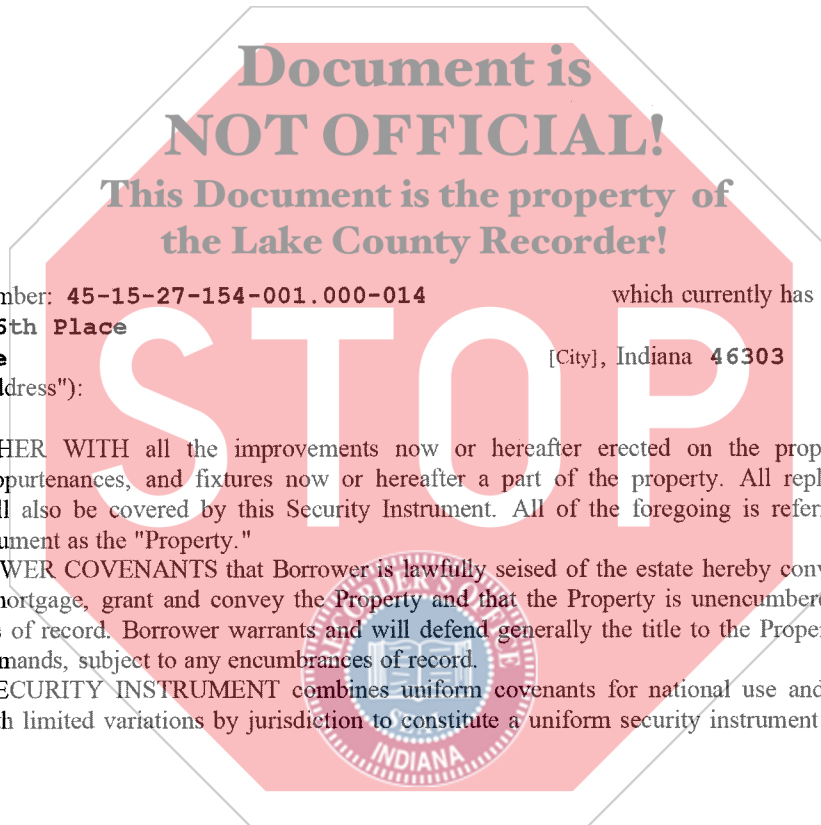 Document is
NOT OFFICIAL!
This Document is the property of
the Lake County Recorder!
mber: 45-15-27-154-001.000-014 which currently has
5th Place
e [City], Indiana 46303
ddress"):
STOP
HER WITH all the improvements now or hereafter erected on the prop
ppurtenances, and fixtures now or hereafter a part of the property. All repl
ll also be covered by this Security Instrument. All of the foregoing is referr
ument as the "Property."
WER COVENANTS that Borrower is lawfully seised of the estate hereby conv
mortgage, grant and convey the Property and that the Property is unencumbere
s of record. Borrower warrants and will defend generally the title to the Proper
mands, subject to any encumbrances of record.
ECURITY INSTRUMENT combines uniform covenants for national use and
th limited variations by jurisdiction to constitute a uniform security instrument
RECORDER'S OFFICE
SEAL
INDIANA